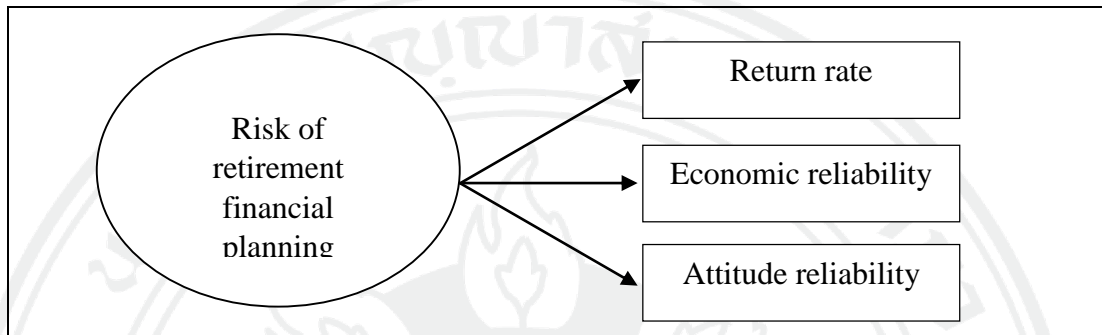 Risk of
retirement
financial
planning
Return rate
Economic reliability
Attitude reliability